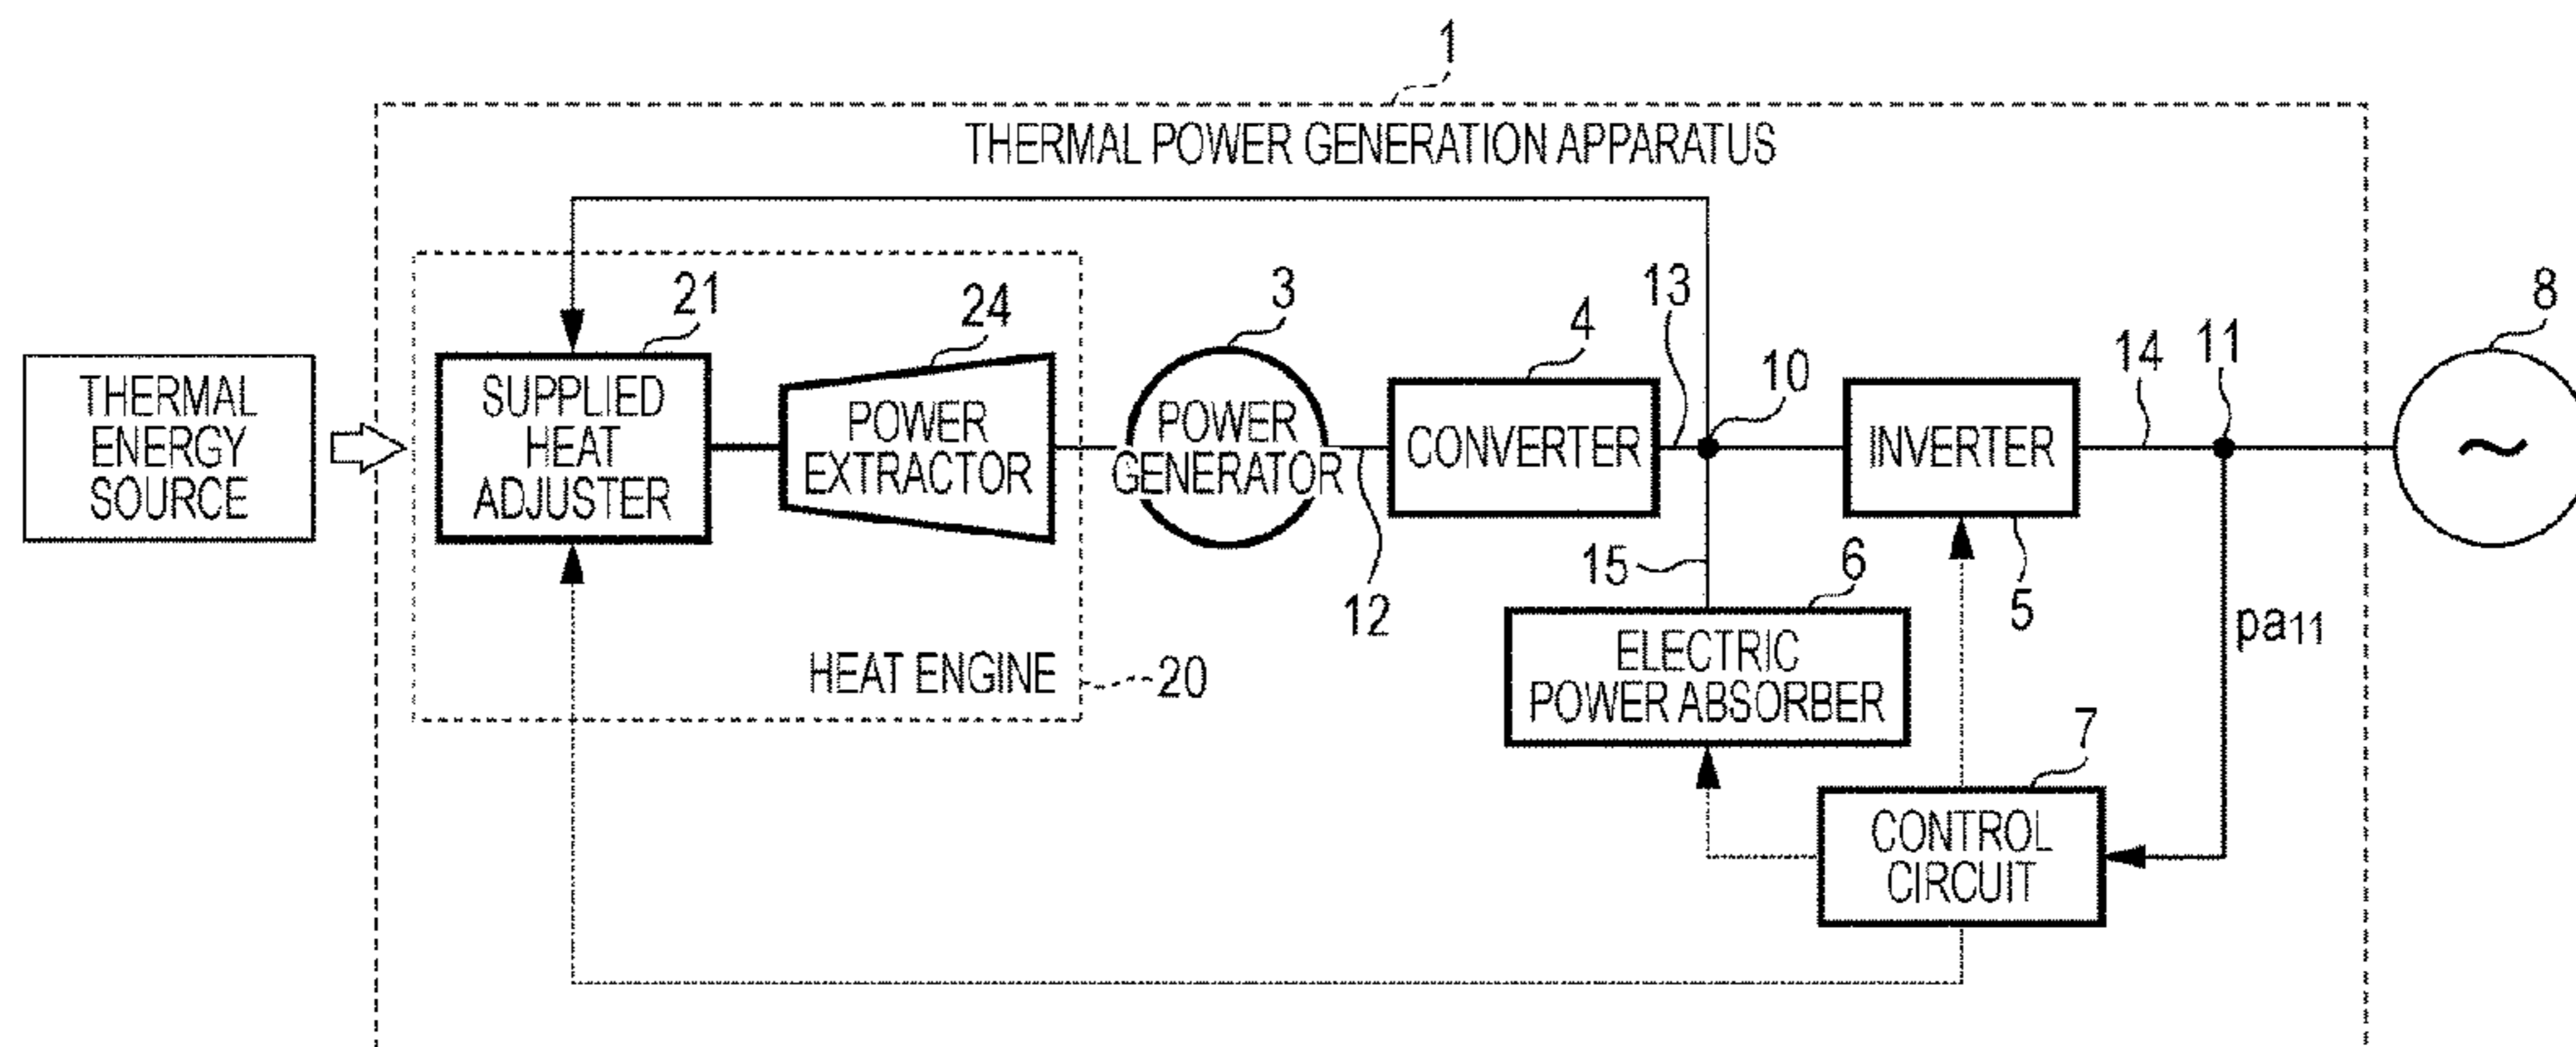 1
THERMAL POWER GENERATION APPARATUS
21
24
3
4
13
10
14
11
8
THERMAL
ENERGY
SOURCE
SUPPLIED
HEAT
ADJUSTER
POWER
EXTRACTOR
POWER
GENERATOR
CONVERTER
INVERTER
~
12
15
6
5
pa11
HEAT ENGINE
20
ELECTRIC
POWER ABSORBER
7
CONTROL
CIRCUIT